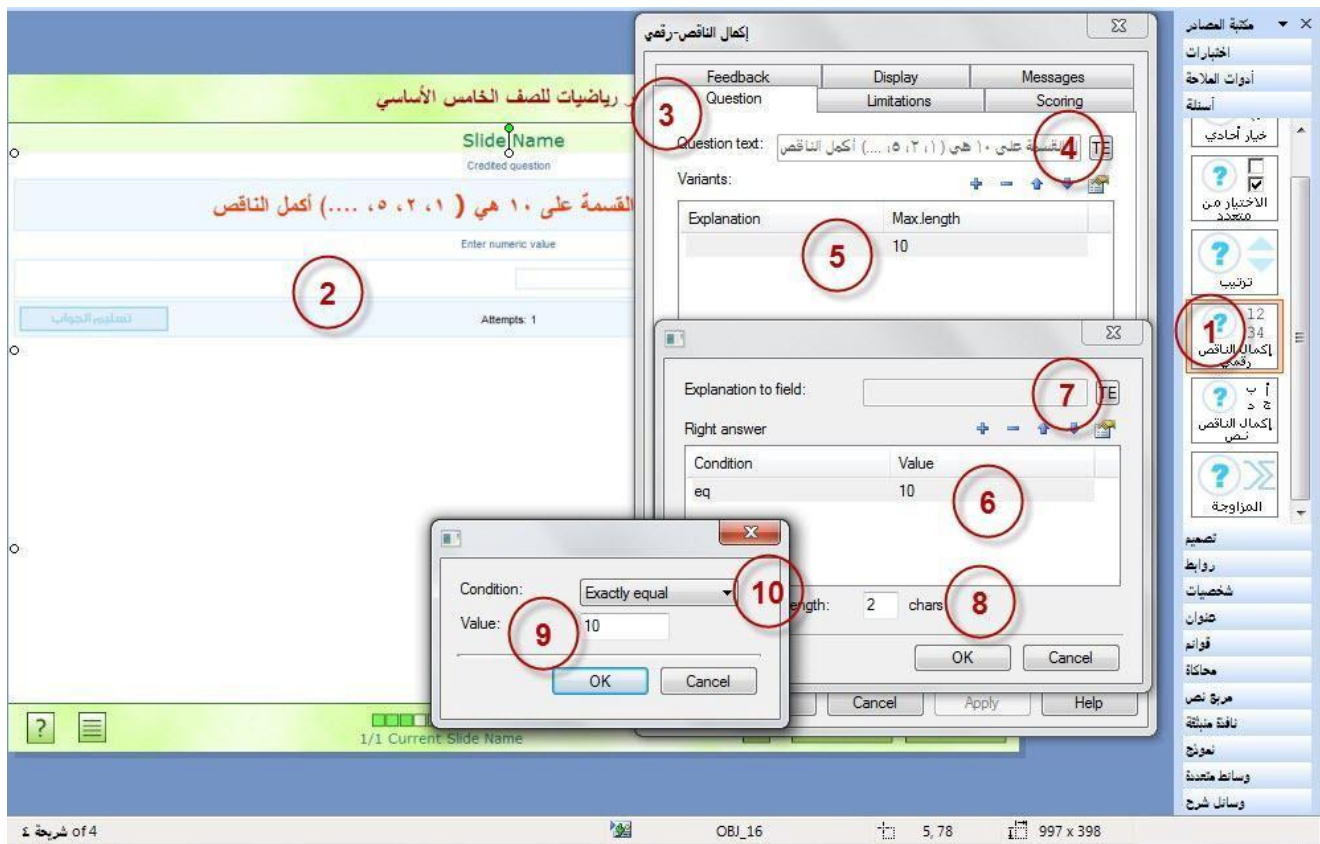 إكمال الناقص-رقمي
Feedback
Display
Messages
Question
Limitations
Scoring
3
4
Question text:
القسمة على ١٠ هي (١، ٢، ٥، ....) أكمل الناقص
TE
Variants:
Explanation
Max.length
10
5
ر رياضيات للصف الخامس الأساسي
Slide Name
Credited question
القسمة على ١٠ هي ( ١، ٢، ٥، ....) أكمل الناقص
Enter numeric value
2
تسليم الجواب
Attempts: 1
Explanation to field:
7
TE
Right answer
Condition
Value
eq
10
6
ength:
2
chars
8
OK
Cancel
Condition:
Exactly equal
10
Value:
10
9
OK
Cancel
Cancel
Apply
Help
1/1 Current Slide Name
مكتبة المصادر
اختبارات
أدوات الملاحة
أسئلة
خيار أحادي
الاختيار من
متعدد
ترتيب
12
34
1
إكمال الناقص
رقمي
أ ب
ج د
إكمال الناقص
نص
المزاوجة
تصميم
روابط
شخصيات
عنوان
قوائم
محاكاة
مربع نص
نافذة منبثقة
نموذج
وسائط متعددة
وسائل شرح
شريحة ٤ of 4
OBJ_16
5, 78
997 x 398